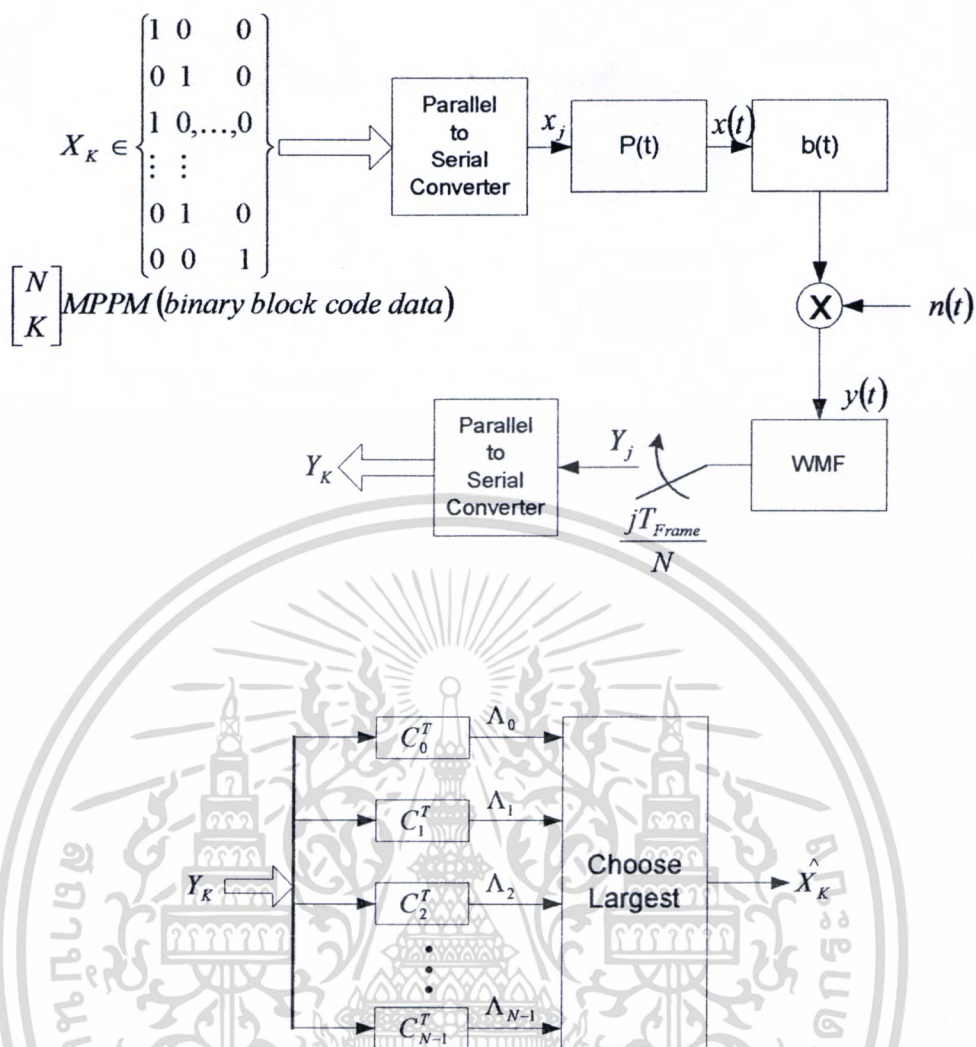 X_K ∈ { 1 0 0
0 1 0
1 0,...,0
⋮ ⋮
0 1 0
0 0 1 }
[N K] MPPM (binary block code data)
Parallel to Serial Converter
x_j
P(t)
x(t)
b(t)
X
n(t)
y(t)
WMF
jT_Frame / N
Y_j
Parallel to Serial Converter
Y_K
Y_K
C_0^T
Λ_0
C_1^T
Λ_1
C_2^T
Λ_2
⋮
C_{N-1}^T
Λ_{N-1}
Choose Largest
X̂_K